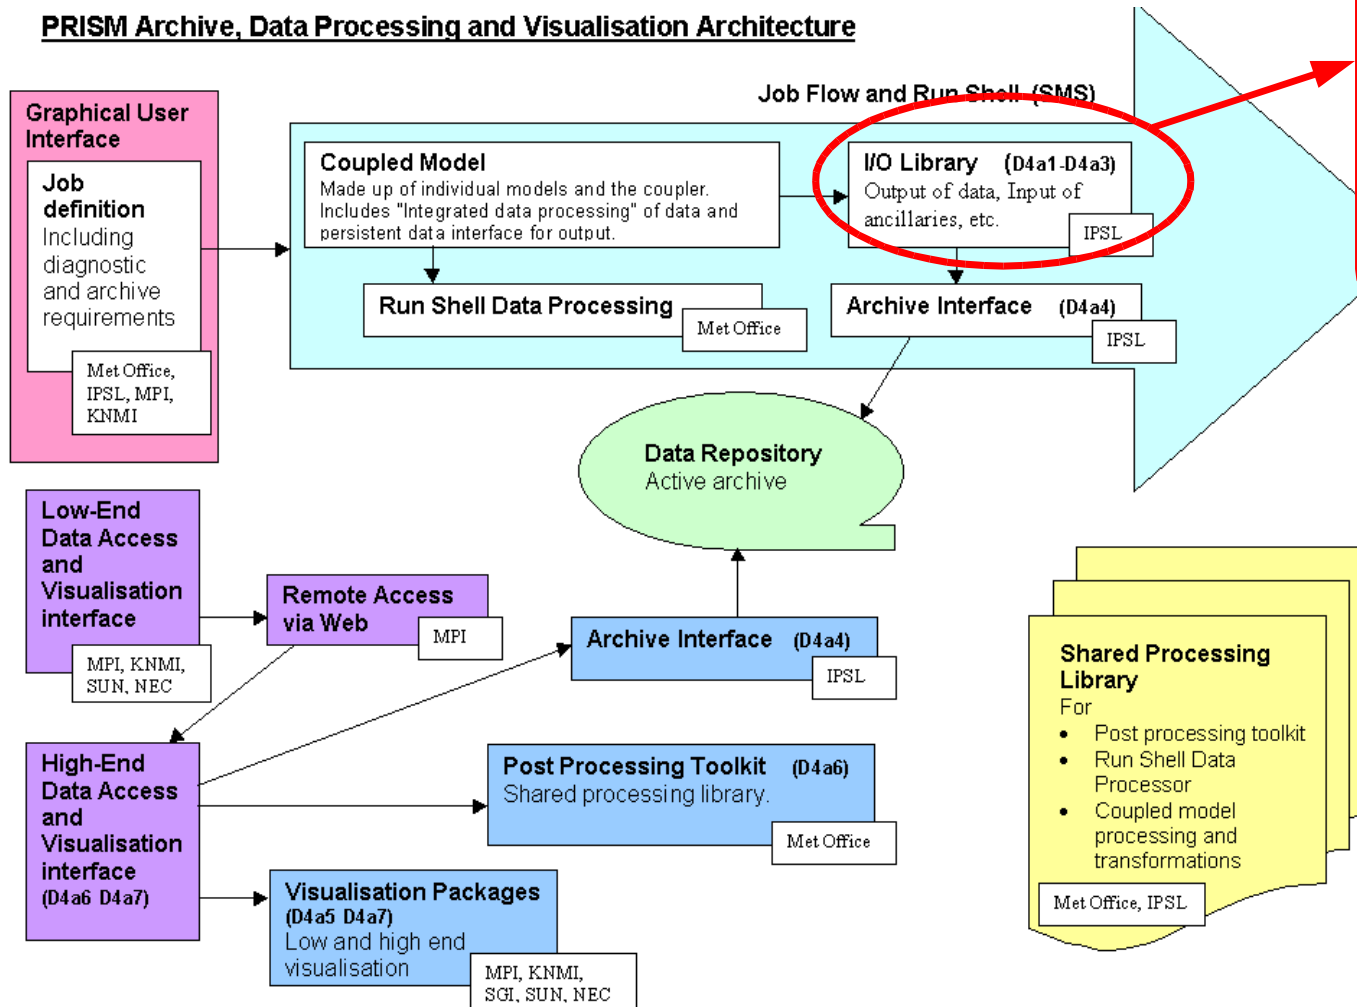 PRISM Archive, Data Processing and Visualisation Architecture
Job Flow and Run Shell (SMS)
Graphical User
Interface
Job
definition
Including
diagnostic
and archive
requirements
Met Office,
IPSL, MPI,
KNMI
Coupled Model
Made up of individual models and the coupler.
Includes "Integrated data processing" of data and
persistent data interface for output.
I/O Library (D4a1-D4a3)
Output of data, Input of
ancillaries, etc.
IPSL
Run Shell Data Processing
Met Office
Archive Interface (D4a4)
IPSL
Data Repository
Active archive
Low-End
Data Access
and
Visualisation
interface
MPI, KNMI,
SUN, NEC
Remote Access
via Web
MPI
Archive Interface (D4a4)
IPSL
High-End
Data Access
and
Visualisation
interface
(D4a6 D4a7)
Post Processing Toolkit (D4a6)
Shared processing library.
Met Office
Visualisation Packages
(D4a5 D4a7)
Low and high end
visualisation
MPI, KNMI,
SGI, SUN, NEC
Shared Processing
Library
For
• Post processing toolkit
• Run Shell Data
Processor
• Coupled model
processing and
transformations
Met Office, IPSL